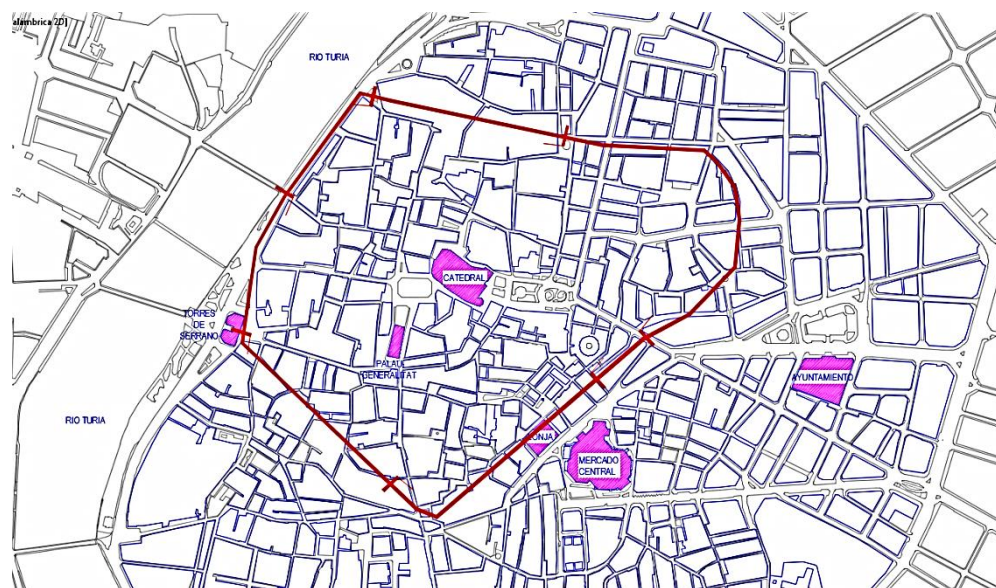 alambrica 2D]
RIO TURIA
CATEDRAL
TORRES
DE
SERRANO
PALAU
GENERALITAT
AYUNTAMIENTO
RIO TURIA
LONJA
MERCADO
CENTRAL